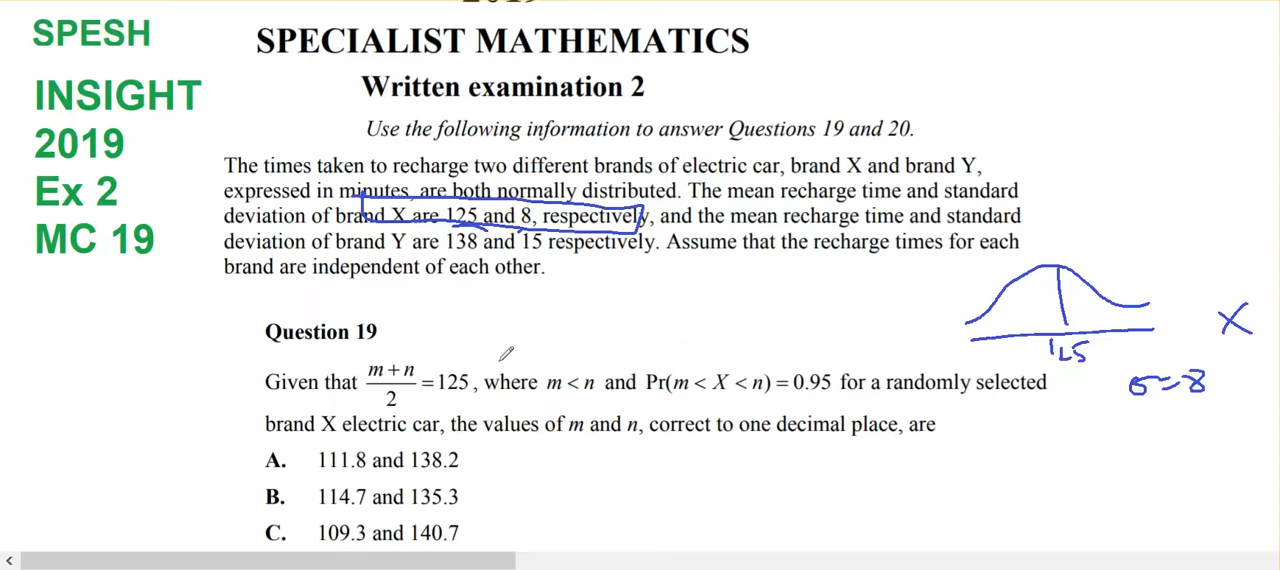 SPESH
INSIGHT
2019
Ex 2
MC 19
SPECIALIST MATHEMATICS
Written examination 2
Use the following information to answer Questions 19 and 20.
The times taken to recharge two different brands of electric car, brand X and brand Y,
expressed in minutes, are both normally distributed. The mean recharge time and standard
deviation of brand X are 125 and 8, respectively, and the mean recharge time and standard
deviation of brand Y are 138 and 15 respectively. Assume that the recharge times for each
brand are independent of each other.
125
X
σ=8
Question 19
Given that (m + n)/2 = 125, where m < n and Pr(m < X < n) = 0.95 for a randomly selected
brand X electric car, the values of m and n, correct to one decimal place, are
A. 111.8 and 138.2
B. 114.7 and 135.3
C. 109.3 and 140.7